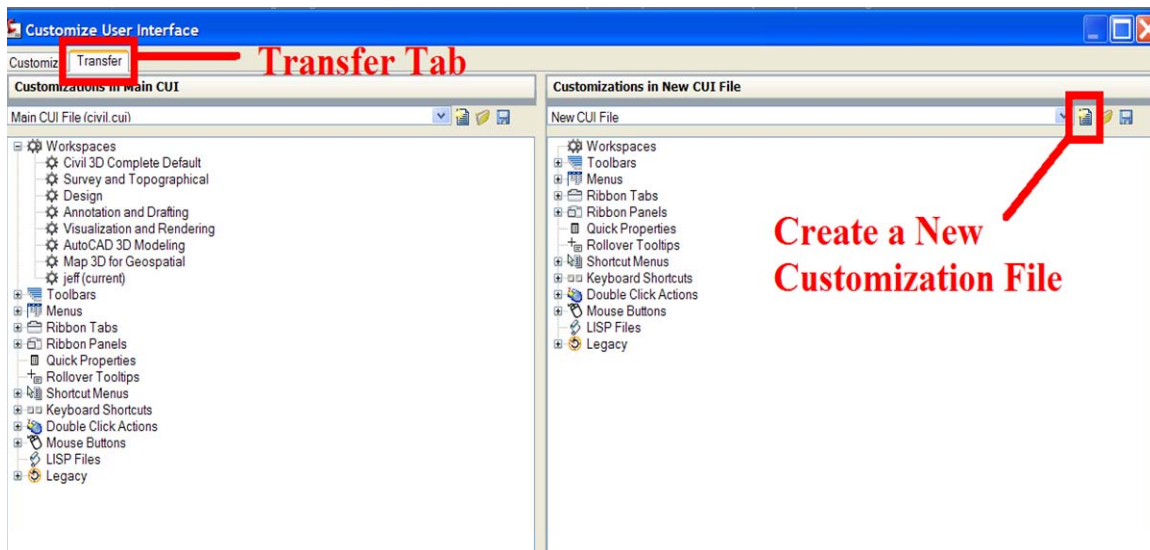 Customize User Interface
Customiz
Transfer
Transfer Tab
Customizations in Main CUI
Main CUI File (civil.cui)
Workspaces
Civil 3D Complete Default
Survey and Topographical
Design
Annotation and Drafting
Visualization and Rendering
AutoCAD 3D Modeling
Map 3D for Geospatial
jeff (current)
Toolbars
Menus
Ribbon Tabs
Ribbon Panels
Quick Properties
Rollover Tooltips
Shortcut Menus
Keyboard Shortcuts
Double Click Actions
Mouse Buttons
LISP Files
Legacy
Customizations in New CUI File
New CUI File
Workspaces
Toolbars
Menus
Ribbon Tabs
Ribbon Panels
Quick Properties
Rollover Tooltips
Shortcut Menus
Keyboard Shortcuts
Double Click Actions
Mouse Buttons
LISP Files
Legacy
Create a New
Customization File